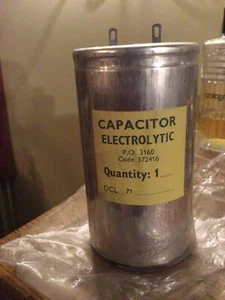 CAPACITOR
ELECTROLYTIC
P.O. 3160
Code: 372416
Quantity: 1
DCL 71